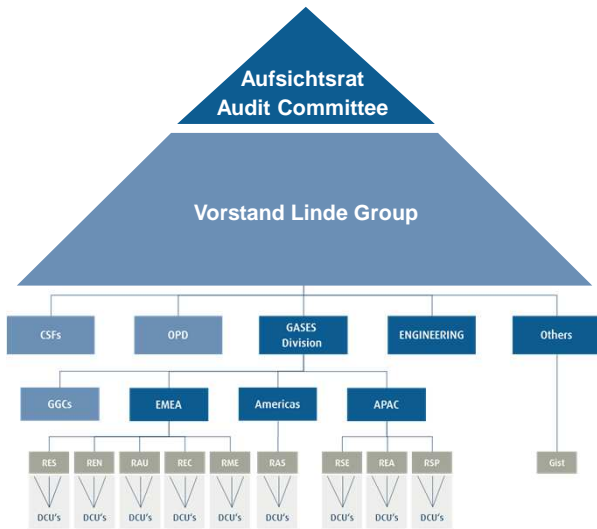 Aufsichtsrat
Audit Committee
Vorstand Linde Group
CSFs
OPD
GASES
Division
ENGINEERING
Others
GGCs
EMEA
Americas
APAC
RES
REN
RAU
REC
RME
RAS
RSE
REA
RSP
Gist
DCU's
DCU's
DCU's
DCU's
DCU's
DCU's
DCU's
DCU's
DCU's